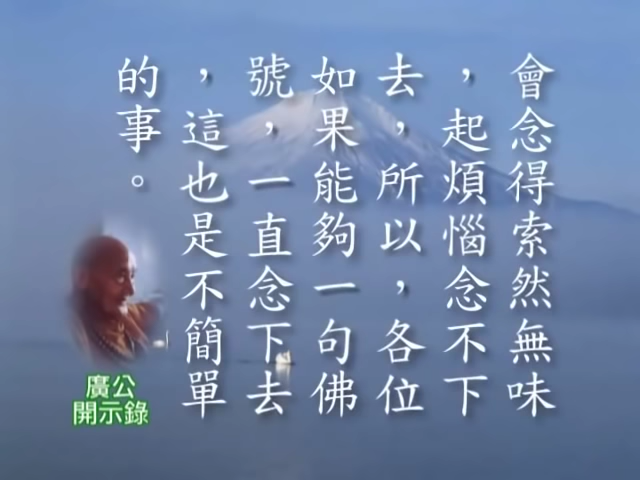 會念得索然無味
，起煩惱念不下
去，所以，各位
如果能夠一句佛
號，一直念下去
，這也是不簡單
的事。
廣公
開示錄